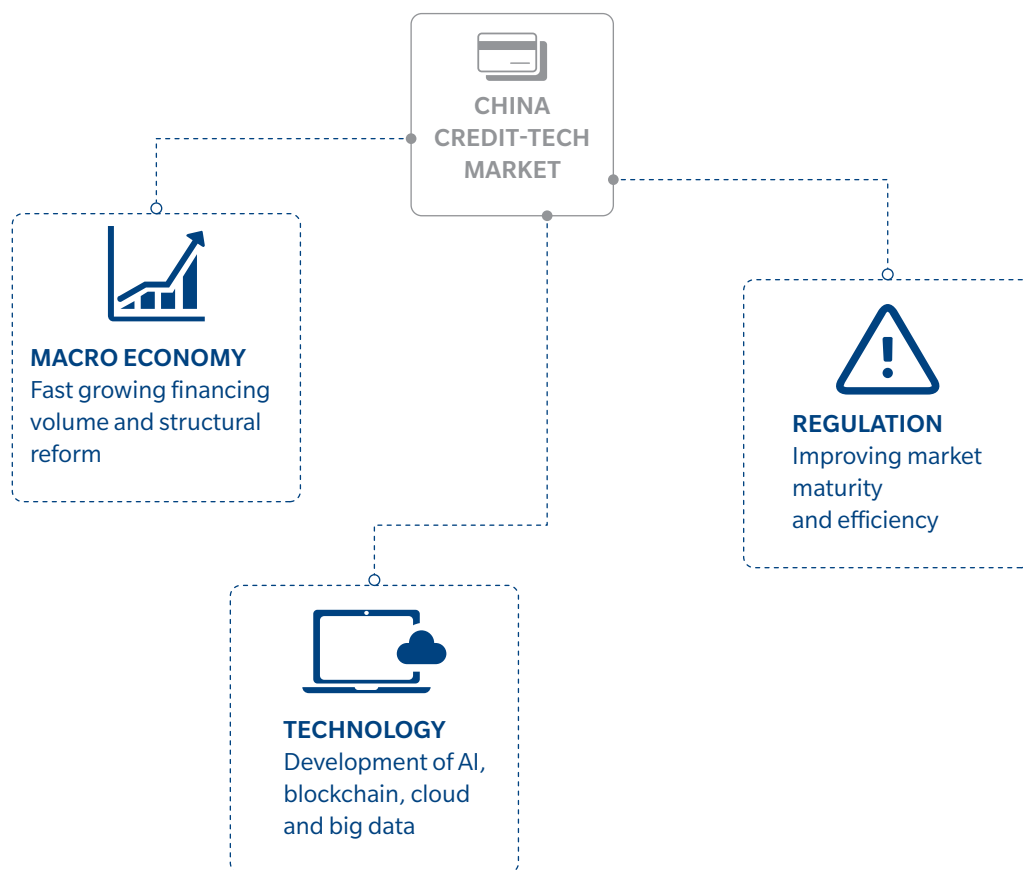 CHINA
CREDIT-TECH
MARKET
MACRO ECONOMY
Fast growing financing
volume and structural
reform
REGULATION
Improving market
maturity
and efficiency
TECHNOLOGY
Development of AI,
blockchain, cloud
and big data